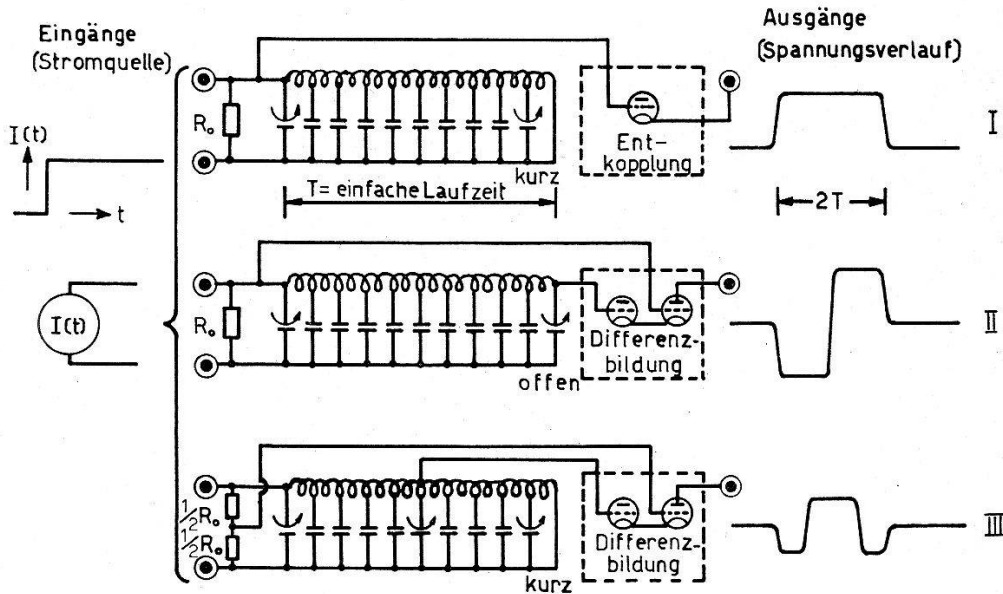 Eingänge
(Stromquelle)
Ausgänge
(Spannungsverlauf)
I(t)
t
I(t)
R₀
Ent-
kopplung
kurz
T= einfache Laufzeit
2T
I
R₀
Differenz-
bildung
offen
II
½R₀
½R₀
Differenz-
bildung
kurz
III